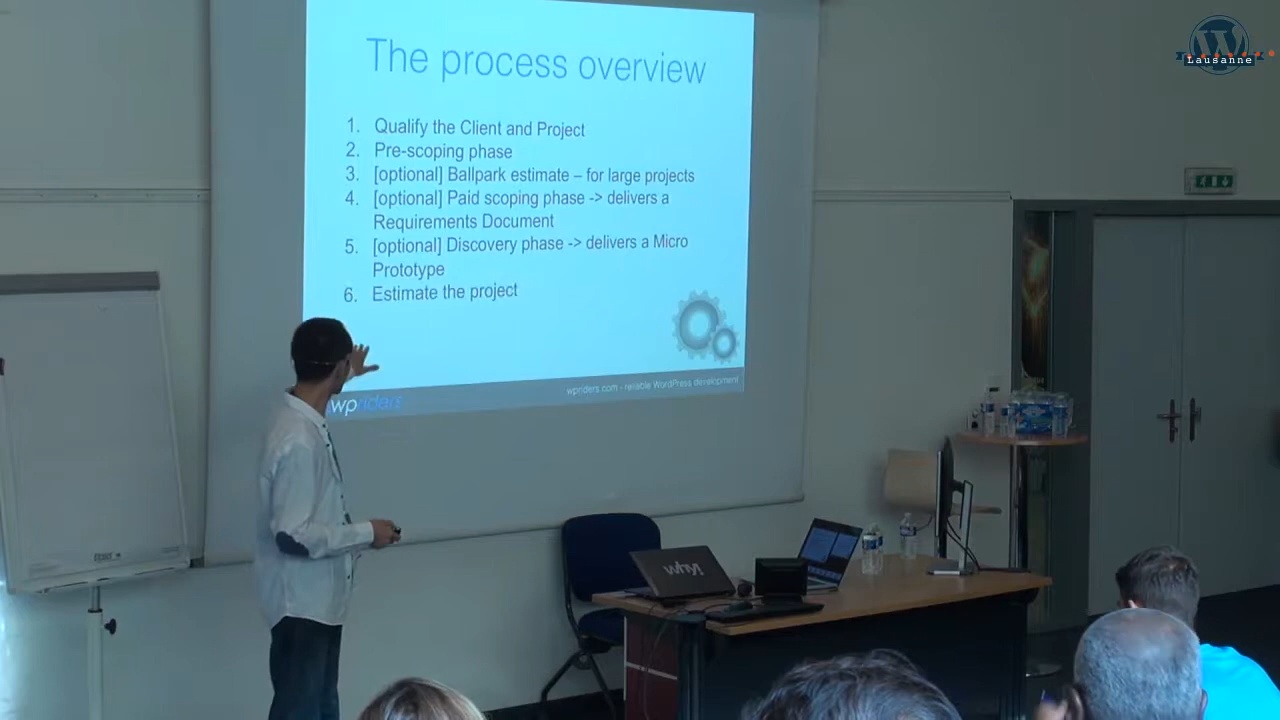 The process overview
1. Qualify the Client and Project
2. Pre-scoping phase
3. [optional] Ballpark estimate – for large projects
4. [optional] Paid scoping phase -> delivers a
Requirements Document
5. [optional] Discovery phase -> delivers a Micro
Prototype
6. Estimate the project
wpriders
wpriders.com - reliable WordPress development
Lausanne
why!